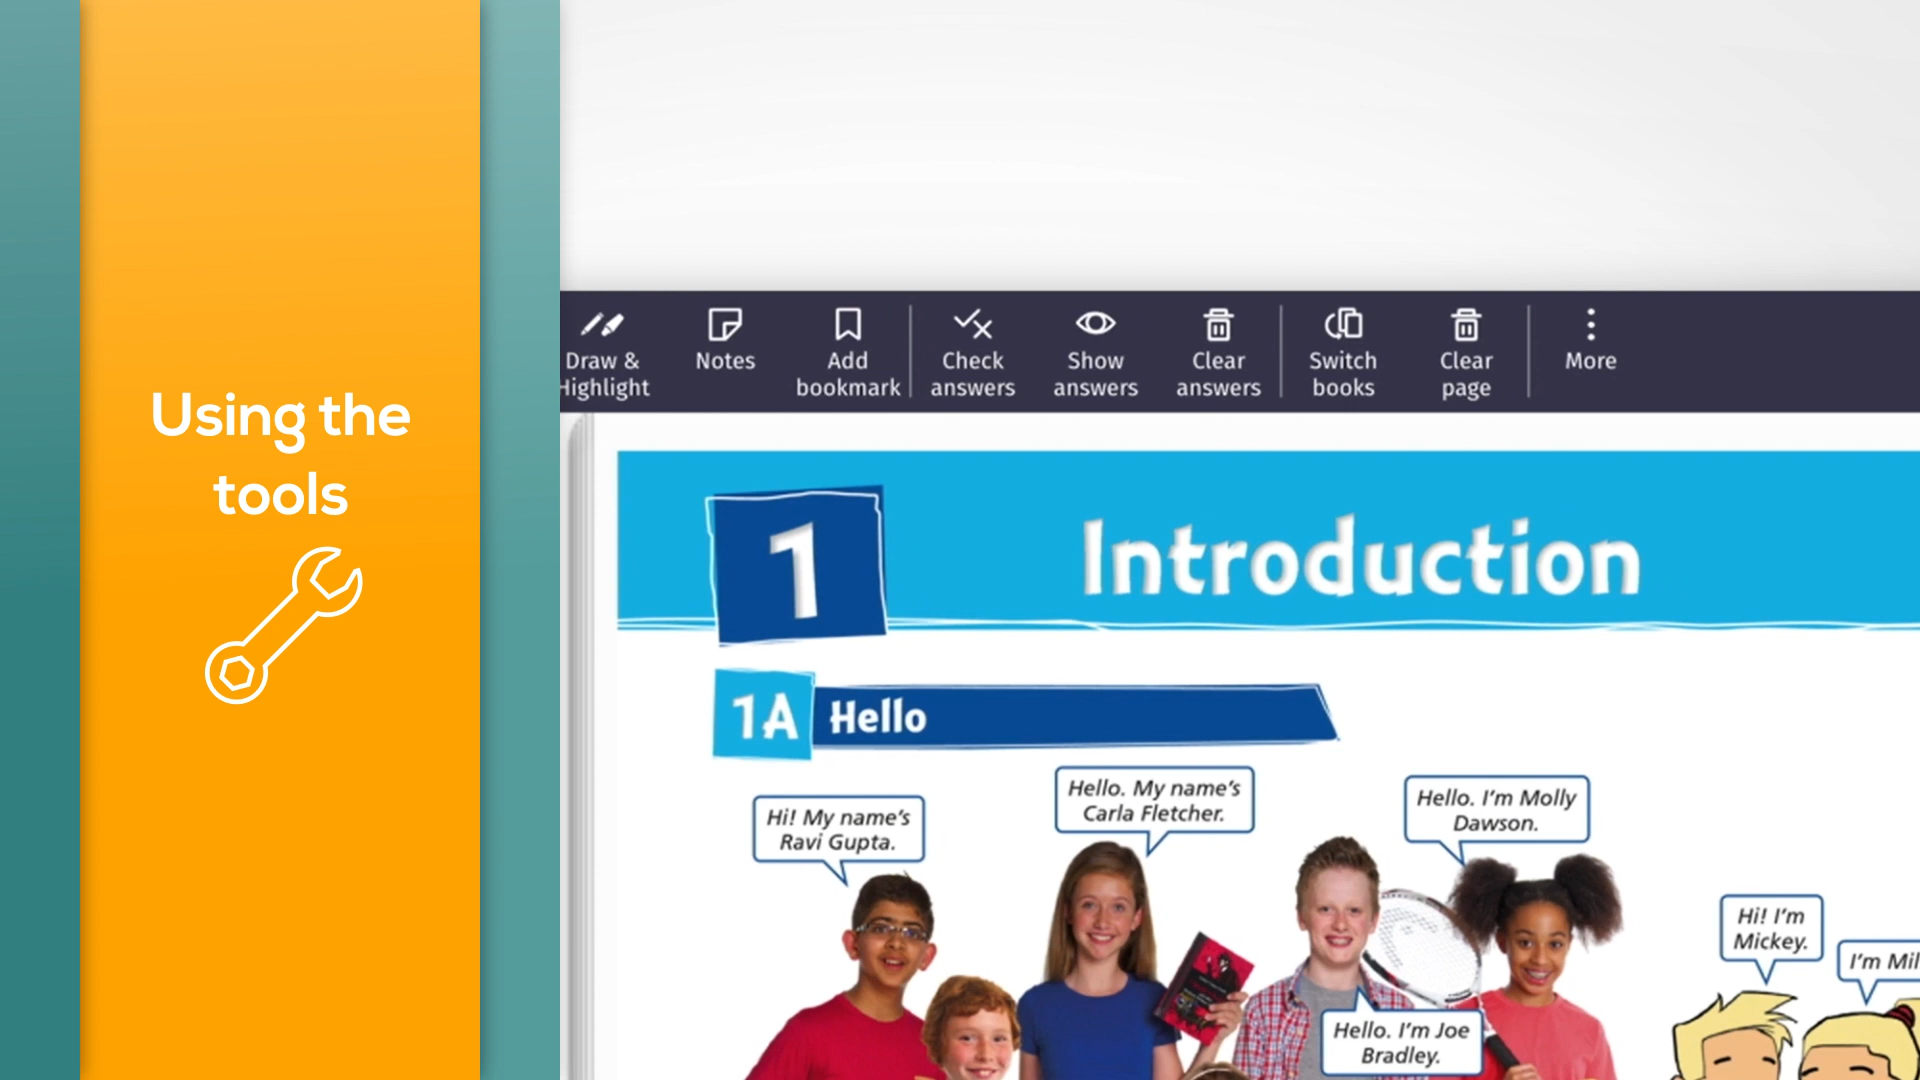 Using the
tools
Draw &
Highlight
Notes
Add
bookmark
Check
answers
Show
answers
Clear
answers
Switch
books
Clear
page
More
1
Introduction
1A Hello
Hi! My name's
Ravi Gupta.
Hello. My name's
Carla Fletcher.
Hello. I'm Molly
Dawson.
Hello. I'm Joe
Bradley.
Hi! I'm
Mickey.
I'm Mil